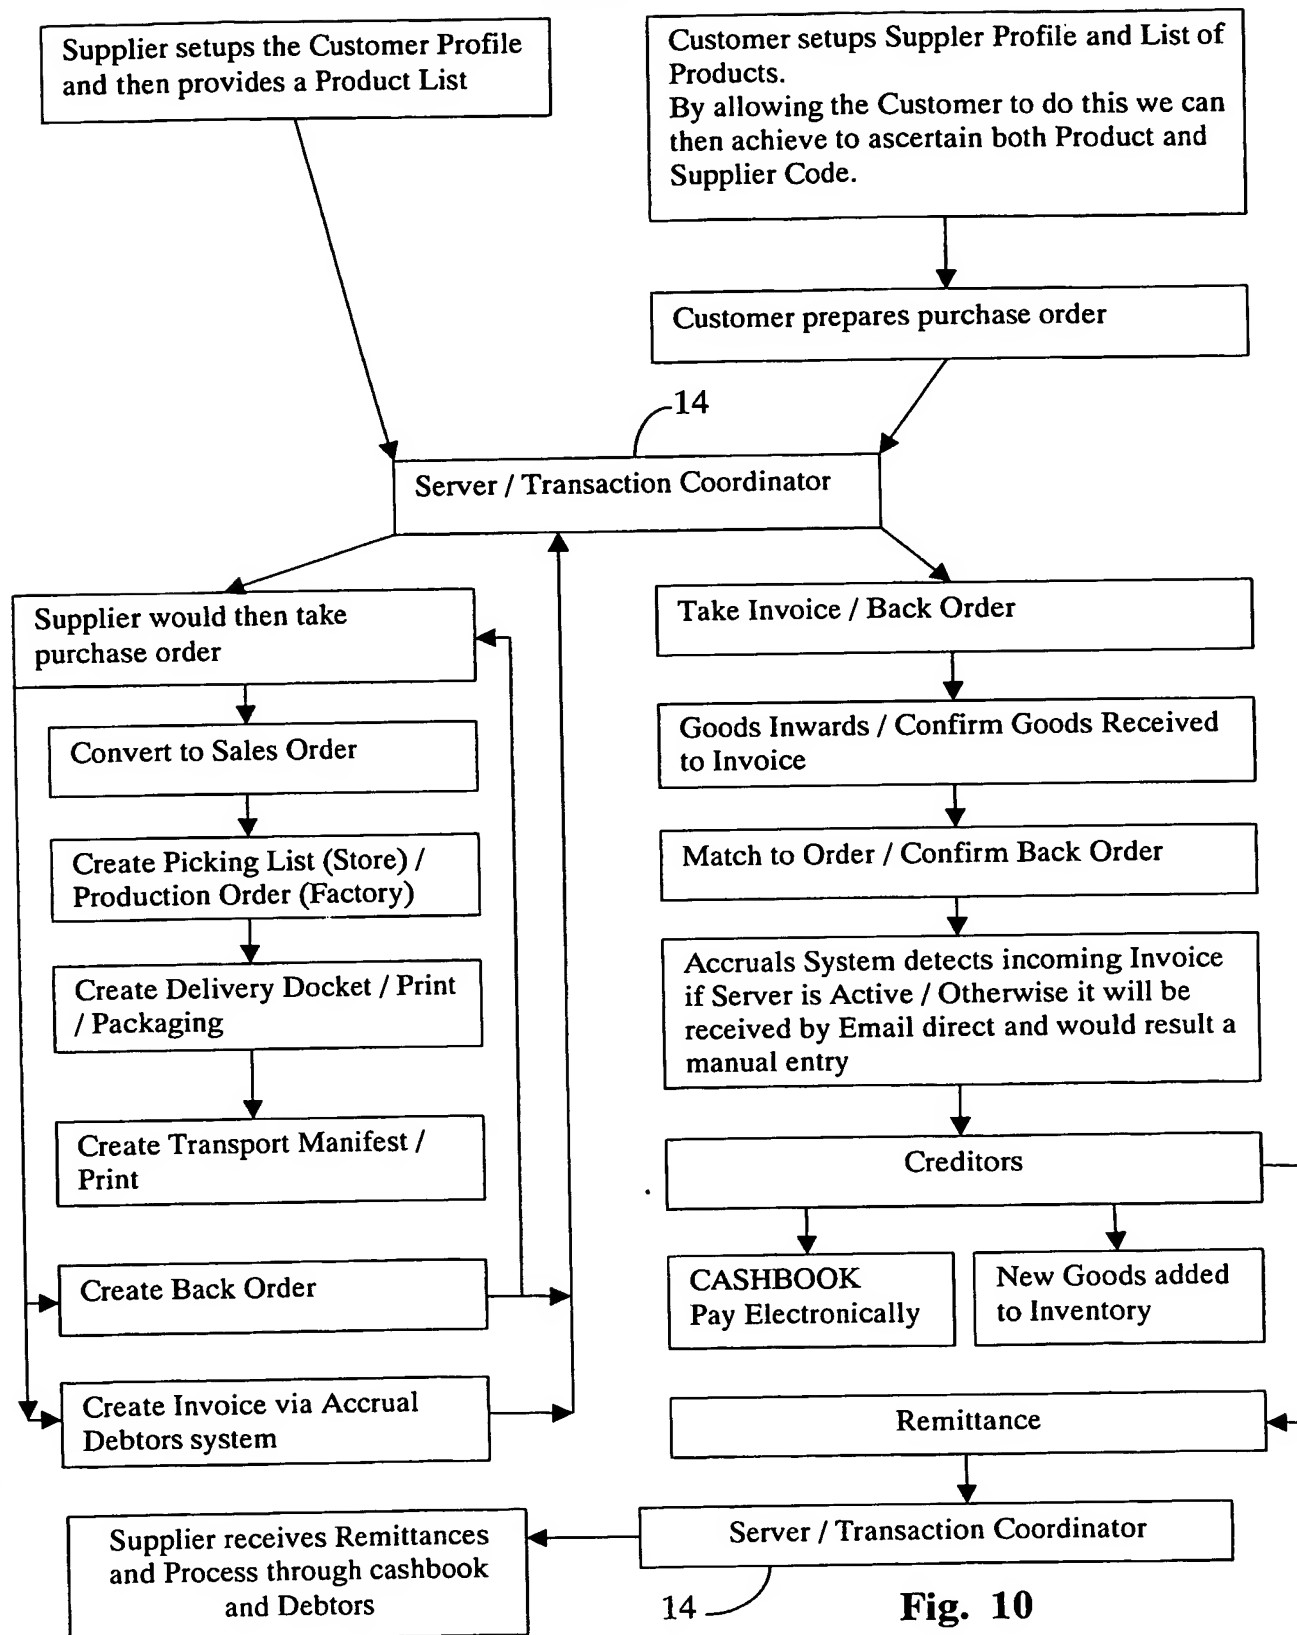 Supplier setups the Customer Profile
and then provides a Product List
Customer setups Suppler Profile and List of
Products.
By allowing the Customer to do this we can
then achieve to ascertain both Product and
Supplier Code.
Customer prepares purchase order
14
Server / Transaction Coordinator
Supplier would then take
purchase order
Convert to Sales Order
Create Picking List (Store) /
Production Order (Factory)
Create Delivery Docket / Print
/ Packaging
Create Transport Manifest /
Print
Create Back Order
Create Invoice via Accrual
Debtors system
Take Invoice / Back Order
Goods Inwards / Confirm Goods Received
to Invoice
Match to Order / Confirm Back Order
Accruals System detects incoming Invoice
if Server is Active / Otherwise it will be
received by Email direct and would result a
manual entry
Creditors
CASHBOOK
Pay Electronically
New Goods added
to Inventory
Remittance
Server / Transaction Coordinator
14
Supplier receives Remittances
and Process through cashbook
and Debtors
Fig. 10